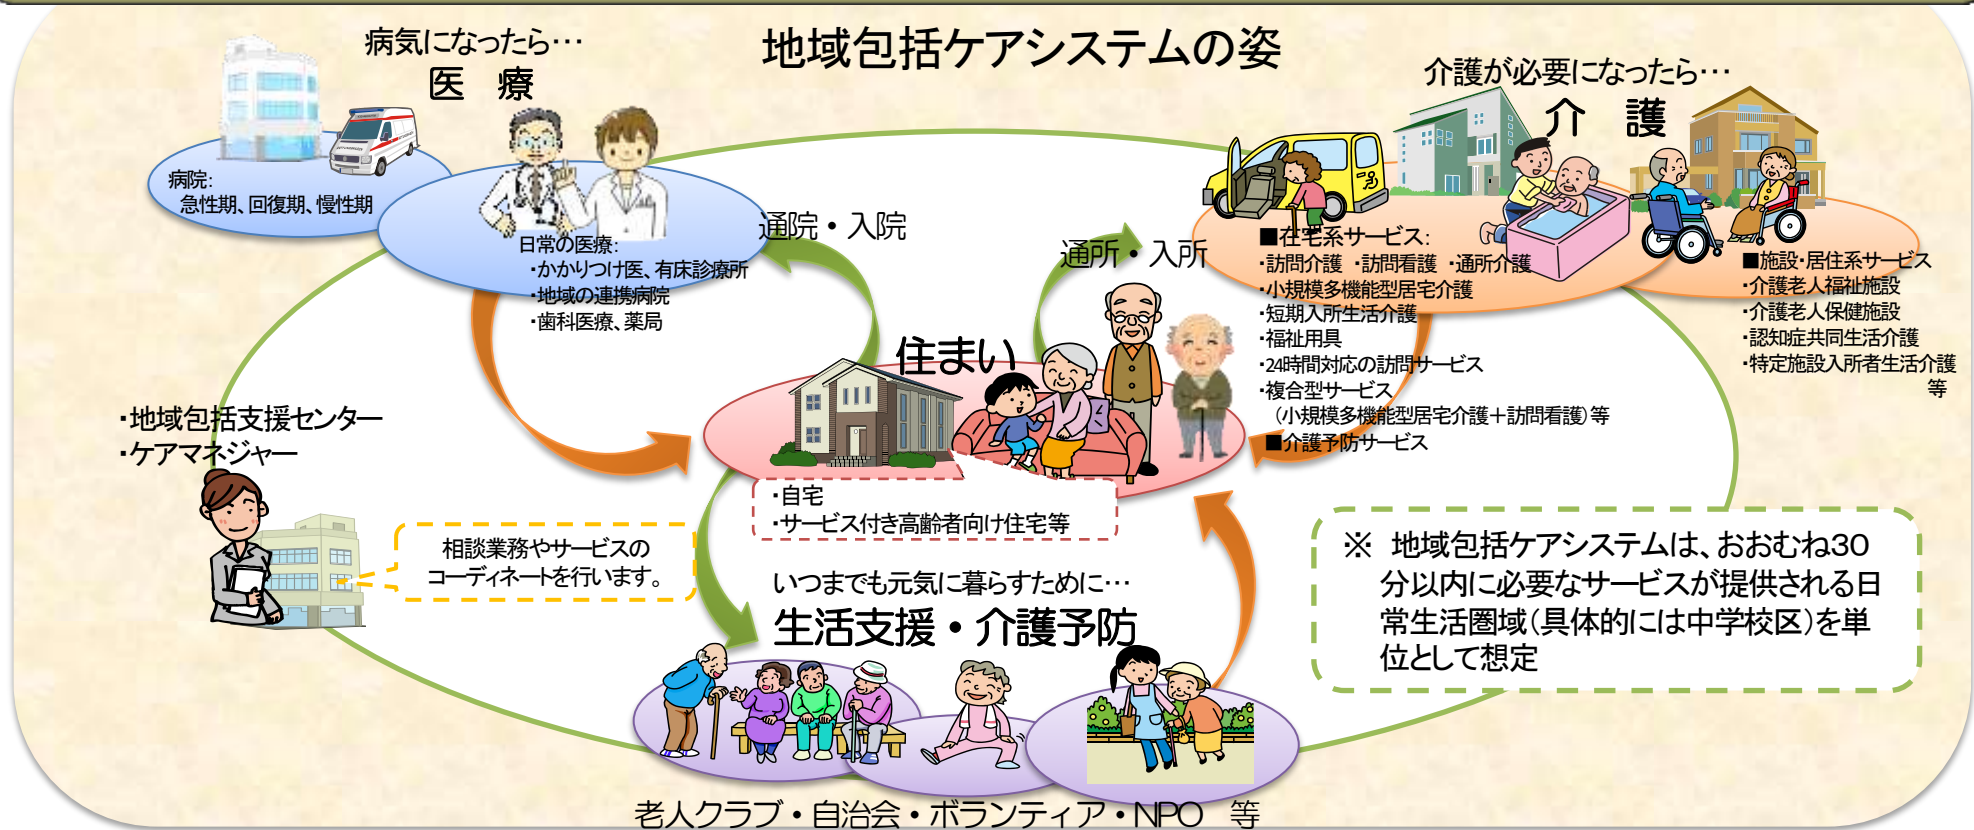 地域包括ケアシステムの姿
病気になったら…
医 療
病院:
急性期、回復期、慢性期
日常の医療:
・かかりつけ医、有床診療所
・地域の連携病院
・歯科医療、薬局
通院・入院
通所・入所
介護が必要になったら…
介 護
■在宅系サービス:
・訪問介護 ・訪問看護 ・通所介護
・小規模多機能型居宅介護
・短期入所生活介護
・福祉用具
・24時間対応の訪問サービス
・複合型サービス
（小規模多機能型居宅介護＋訪問看護）等
■介護予防サービス
■施設・居住系サービス
・介護老人福祉施設
・介護老人保健施設
・認知症共同生活介護
・特定施設入所者生活介護
等
住まい
・自宅
・サービス付き高齢者向け住宅等
・地域包括支援センター
・ケアマネジャー
相談業務やサービスの
コーディネートを行います。
いつまでも元気に暮らすために…
生活支援・介護予防
老人クラブ・自治会・ボランティア・NPO 等
※ 地域包括ケアシステムは、おおむね30
分以内に必要なサービスが提供される日
常生活圏域（具体的には中学校区）を単
位として想定